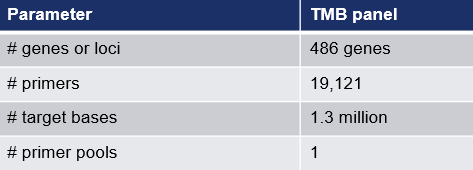 Parameter TMB panel
# genes or loci 486 genes
# primers 19,121
# target bases 1.3 million
# primer pools 1